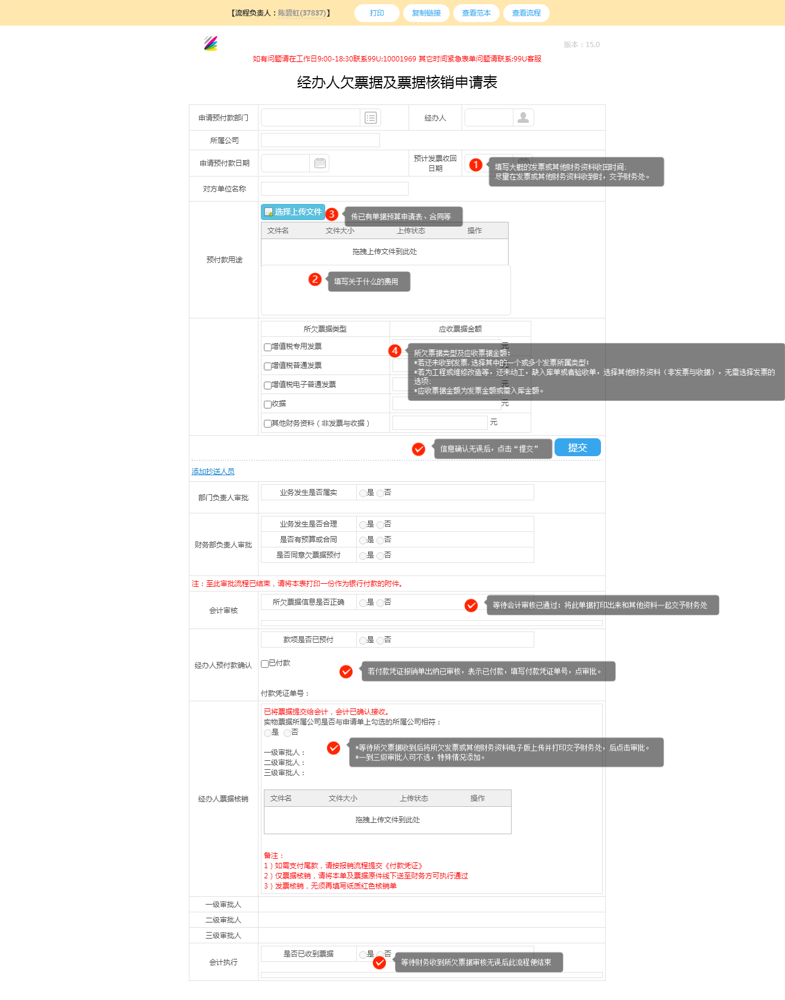 【流程负责人：陈碧虹(37837)】 打印 复制链接 查看范本 查看流程
版本：15.0
如有问题请在工作日9:00-18:30联系99U:10001969 其它时间紧急表单问题请联系:99U客服
经办人欠票据及票据核销申请表
申请预付款部门 经办人
所属公司
申请预付款日期 预计发票收回
日期
1 填写大概的发票或其他财务资料收回时间;
尽量在发票或其他财务资料收到时，交予财务处。
对方单位名称
选择上传文件 3 传已有单据预算申请表、合同等
文件名 文件大小 上传状态 操作
拖拽上传文件到此处
预付款用途
2 填写关于什么的费用
所欠票据类型 应收票据金额
增值税专用发票 元
增值税普通发票
增值税电子普通发票 元
收据 元
其他财务资料（非发票与收据） 元
4 所欠票据类型及应收票据金额：
*若还未收到发票,选择其中的一个或多个发票所属类型;
*若为工程或维修改造等，还未动工，缺入库单或者验收单，选择其他财务资料（非发票与收据），无需选择发票的
选项;
*应收票据金额为发票金额或需入库金额。
信息确认无误后，点击“提交” 提交
添加抄送人员
部门负责人审批 业务发生是否属实 是 否
业务发生是否合理 是 否
财务部负责人审批 是否有预算或合同 是 否
是否同意欠票据预付 是 否
注：至此审批流程已结束，请将本表打印一份作为银行付款的附件。
会计审核 所欠票据信息是否正确 是 否
等待会计审核已通过：将此单据打印出来和其他资料一起交予财务处
款项是否已预付 是 否
经办人预付款确认 已付款
若付款凭证报销单出纳已审核，表示已付款，填写付款凭证单号，点审批。
付款凭证单号：
已将票据提交给会计，会计已确认接收。
实物票据所属公司是否与申请单上勾选的所属公司相符：
是 否
*等待所欠票据收到后将所欠发票或其他财务资料电子版上传并打印交予财务处，后点击审批。
*一到三级审批人可不选，特殊情况添加。
一级审批人：
二级审批人：
三级审批人：
经办人票据核销
文件名 文件大小 上传状态 操作
拖拽上传文件到此处
备注：
1）如需支付尾款，请按报销流程提交《付款凭证》
2）仅票据核销，请将本单及票据原件线下送至财务方可执行通过
3）发票核销，无须再填写纸质红色核销单
一级审批人
二级审批人
三级审批人
会计执行 是否已收到票据 是 否
等待财务收到所欠票据审核无误后此流程便结束